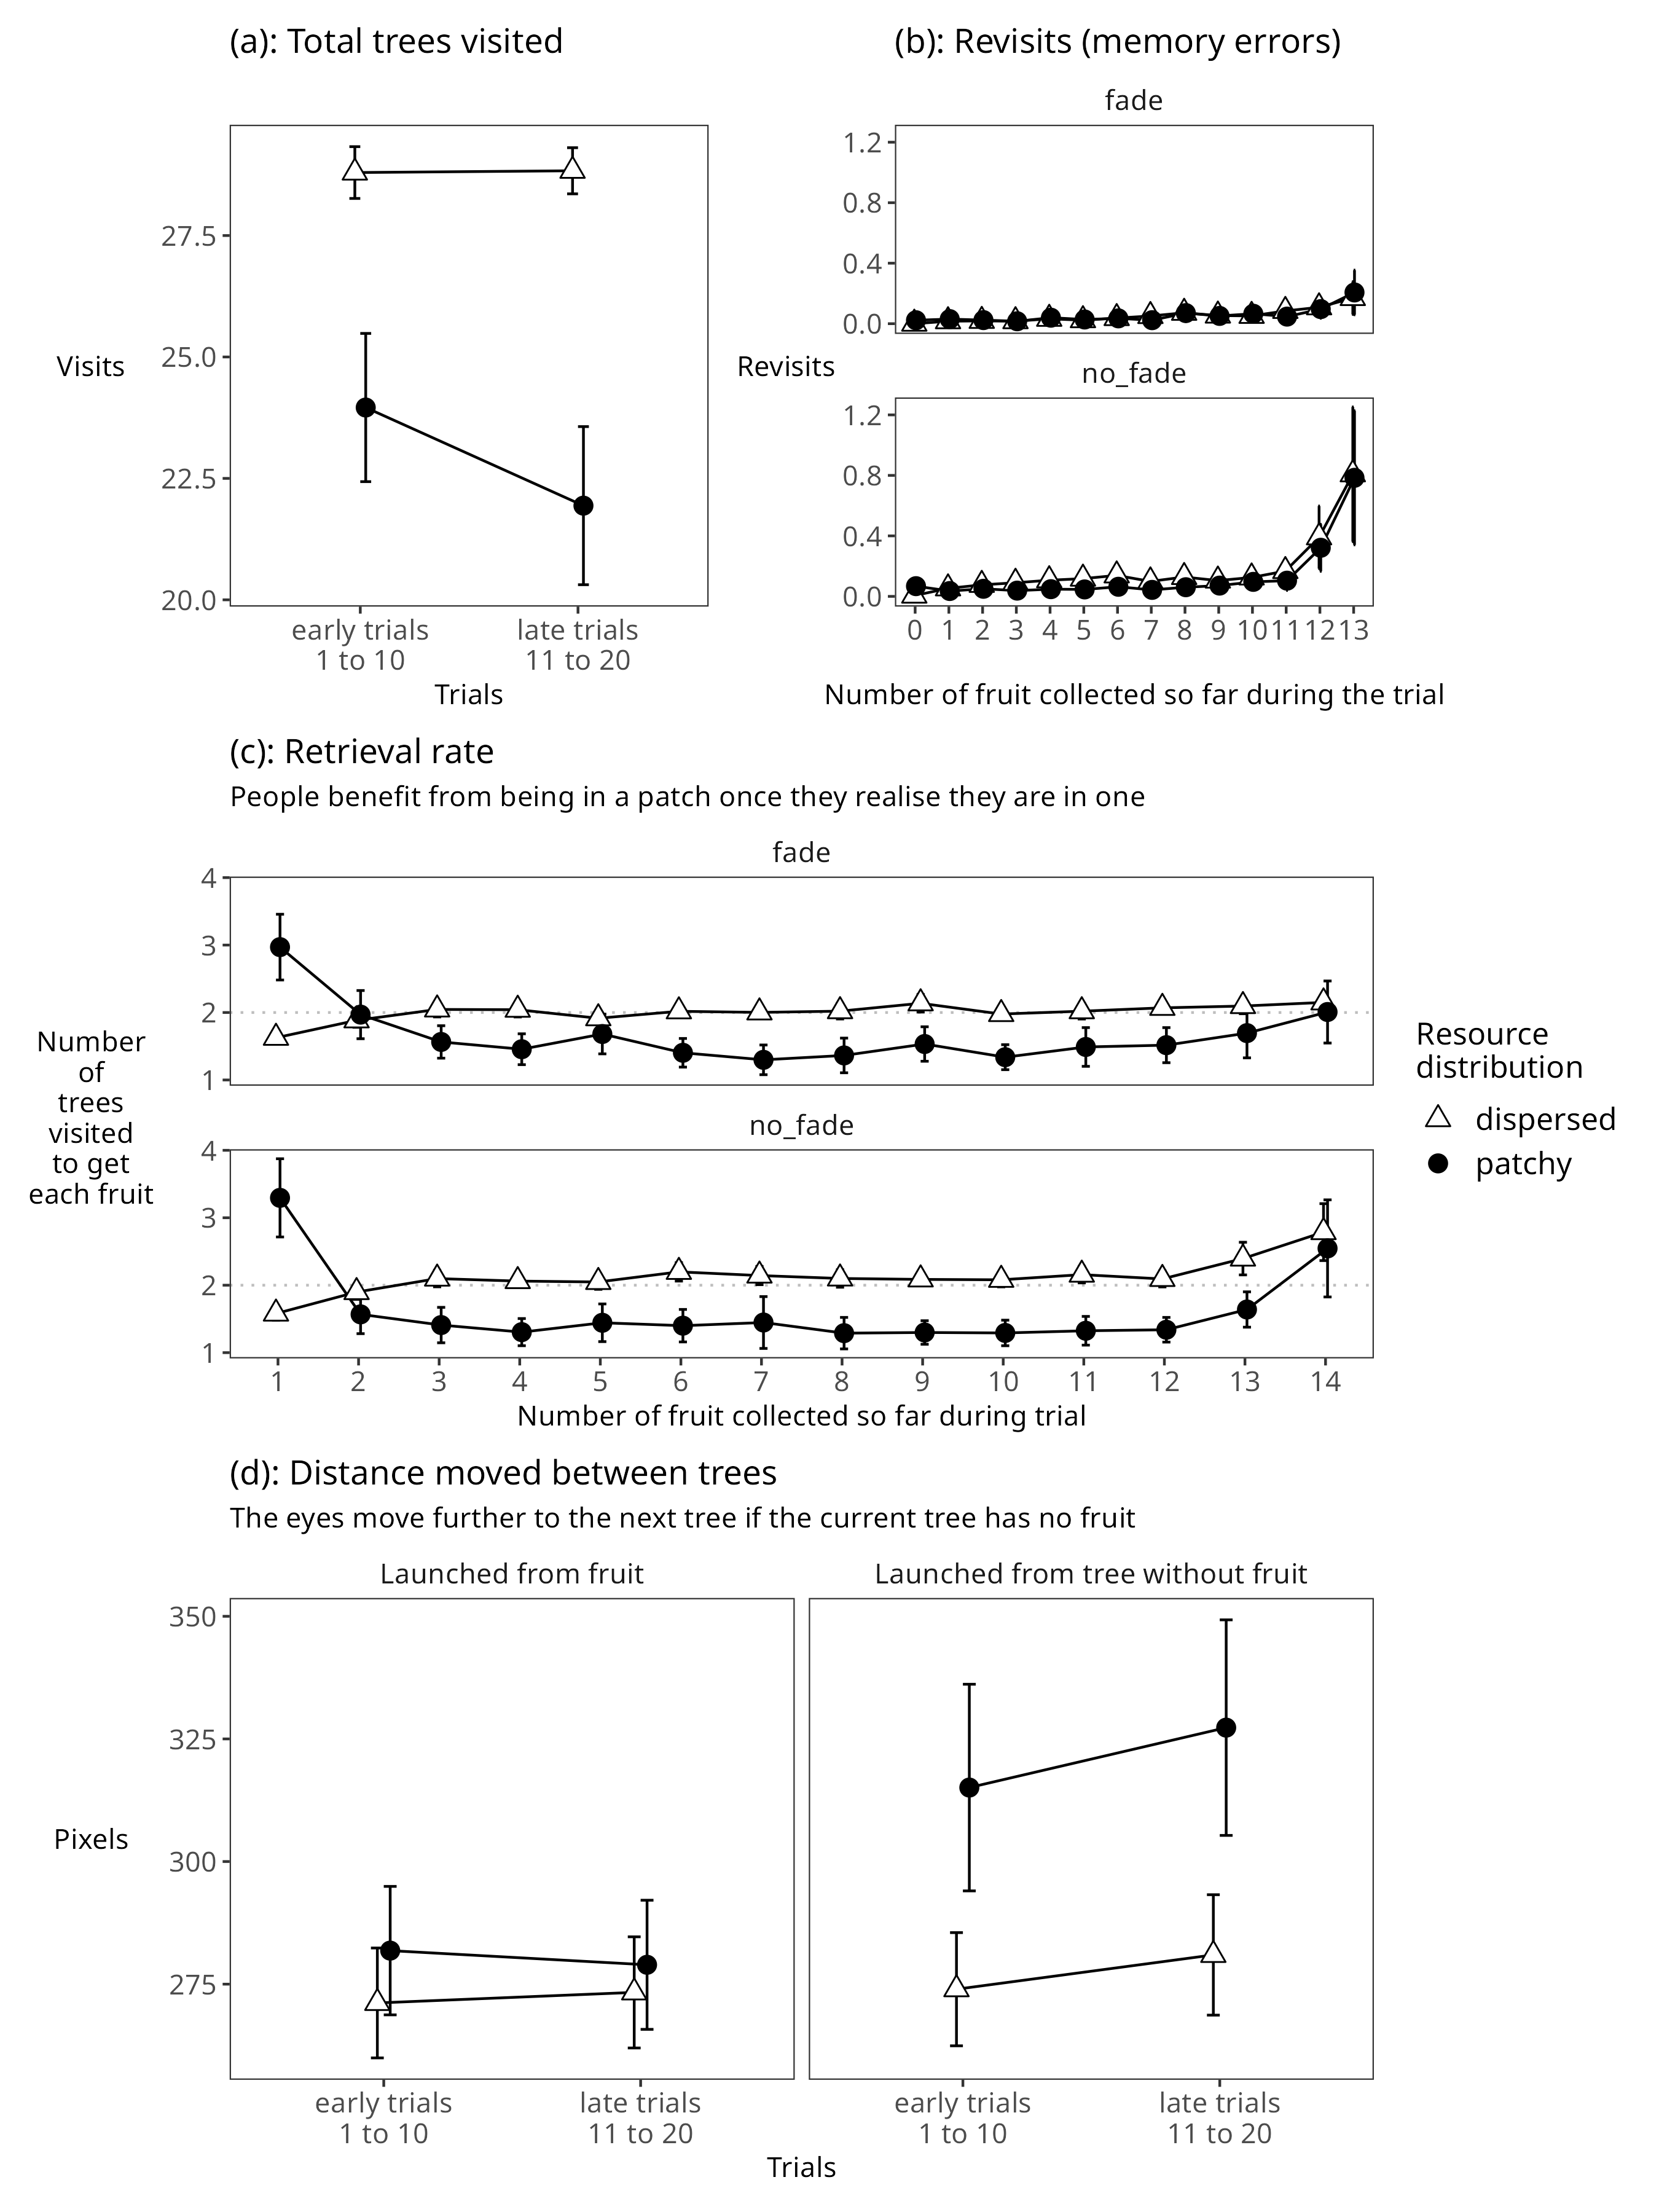 (a): Total trees visited
27.5
25.0
22.5
20.0
Visits
early trials
1 to 10
late trials
11 to 20
Trials
(b): Revisits (memory errors)
fade
1.2
0.8
0.4
0.0
Revisits
no_fade
1.2
0.8
0.4
0.0
0 1 2 3 4 5 6 7 8 9 10 11 12 13
Number of fruit collected so far during the trial
(c): Retrieval rate
People benefit from being in a patch once they realise they are in one
fade
4
3
2
1
Number
of
trees
visited
to get
each fruit
no_fade
4
3
2
1
1 2 3 4 5 6 7 8 9 10 11 12 13 14
Number of fruit collected so far during trial
Resource
distribution
dispersed
patchy
(d): Distance moved between trees
The eyes move further to the next tree if the current tree has no fruit
Launched from fruit
Launched from tree without fruit
350
325
300
275
Pixels
early trials
1 to 10
late trials
11 to 20
early trials
1 to 10
late trials
11 to 20
Trials